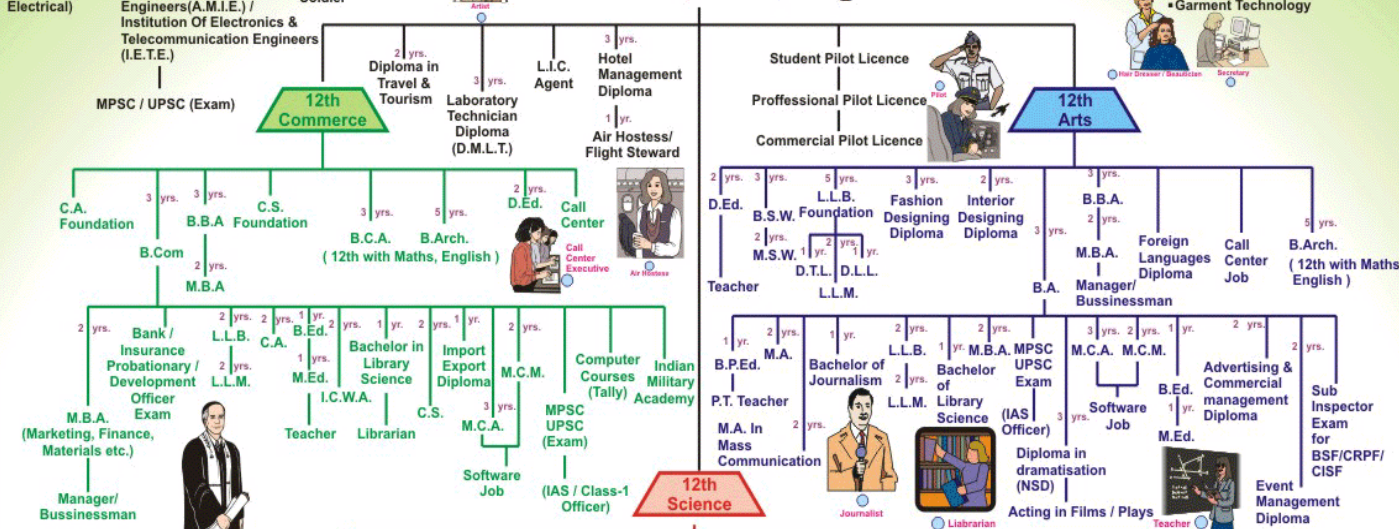 Electrical)
Engineers(A.M.I.E.) /
Institution Of Electronics &
Telecommunication Engineers
(I.E.T.E.)
MPSC / UPSC (Exam)
Artist
12th
Commerce
2 yrs.
Diploma in
Travel &
Tourism
3 yrs.
Laboratory
Technician
Diploma
(D.M.L.T.)
L.I.C.
Agent
3 yrs.
Hotel
Management
Diploma
1 yr.
Air Hostess/
Flight Steward
Air Hostess
Student Pilot Licence
Proffessional Pilot Licence
Commercial Pilot Licence
Pilot
12th
Arts
▪ Garment Technology
Hair Dresser / Beautician
Secretary
C.A.
Foundation
3 yrs.
B.Com
3 yrs.
B.B.A
2 yrs.
M.B.A
C.S.
Foundation
3 yrs.
B.C.A.
5 yrs.
B.Arch.
( 12th with Maths, English )
2 yrs.
D.Ed.
Call
Center
Call
Center
Executive
2 yrs.
M.B.A.
(Marketing, Finance,
Materials etc.)
Manager/
Bussinessman
Bank /
Insurance
Probationary /
Development
Officer
Exam
2 yrs.
L.L.B.
2 yrs.
L.L.M.
2 yrs.
C.A.
1 yr.
B.Ed.
1 yrs.
M.Ed.
Teacher
2 yrs.
I.C.W.A.
1 yr.
Bachelor in
Library
Science
Librarian
2 yrs.
C.S.
1 yr.
Import
Export
Diploma
2 yrs.
M.C.M.
3 yrs.
M.C.A.
Software
Job
MPSC
UPSC
(Exam)
(IAS / Class-1
Officer)
Computer
Courses
(Tally)
Indian
Military
Academy
12th
Science
2 yrs.
D.Ed.
Teacher
3 yrs.
B.S.W.
2 yrs.
M.S.W.
5 yrs.
L.L.B.
Foundation
1 yr.
D.T.L.
2 yrs.
L.L.M.
1 yr.
D.L.L.
3 yrs.
Fashion
Designing
Diploma
2 yrs.
Interior
Designing
Diploma
3 yrs.
B.A.
3 yrs.
B.B.A.
2 yrs.
M.B.A.
Manager/
Bussinessman
Foreign
Languages
Diploma
Call
Center
Job
5 yrs.
B.Arch.
( 12th with Maths
English )
1 yr.
B.P.Ed.
P.T. Teacher
2 yrs.
M.A.
2 yrs.
M.A. In
Mass
Communication
1 yr.
Bachelor of
Journalism
Journalist
2 yrs.
L.L.B.
2 yrs.
L.L.M.
1 yr.
Bachelor
of
Library
Science
Liabrarian
2 yrs.
M.B.A.
MPSC
UPSC
Exam
(IAS
Officer)
3 yrs.
Diploma in
dramatisation
(NSD)
Acting in Films / Plays
3 yrs.
M.C.A.
2 yrs.
M.C.M.
Software
Job
1 yr.
B.Ed.
1 yr.
M.Ed.
Teacher
2 yrs.
Advertising &
Commercial
management
Diploma
Event
Management
Diploma
2 yrs.
Sub
Inspector
Exam
for
BSF/CRPF/
CISF